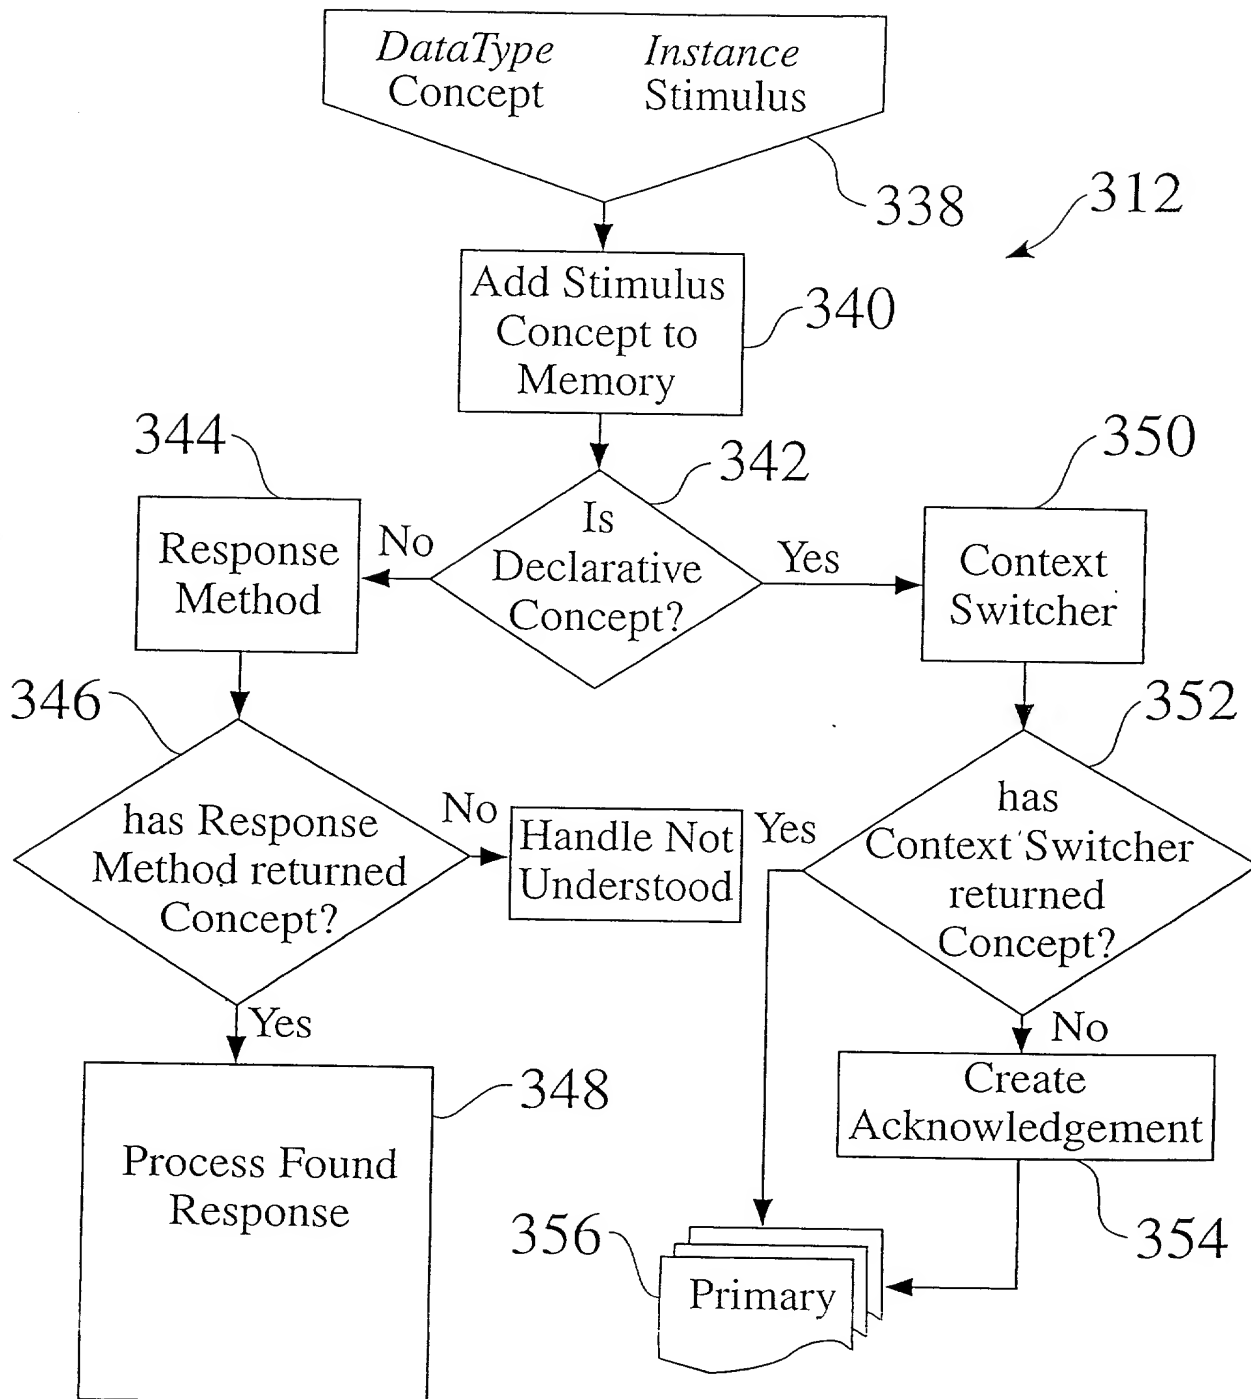 DataType Instance
Concept Stimulus
338
312
Add Stimulus
Concept to
Memory
340
344
342
350
Response
Method
No
Is
Declarative
Concept?
Yes
Context
Switcher
346
352
has Response
Method returned
Concept?
No
Handle Not
Understood
Yes
has
Context Switcher
returned
Concept?
Yes
No
348
Process Found
Response
Create
Acknowledgement
354
356
Primary